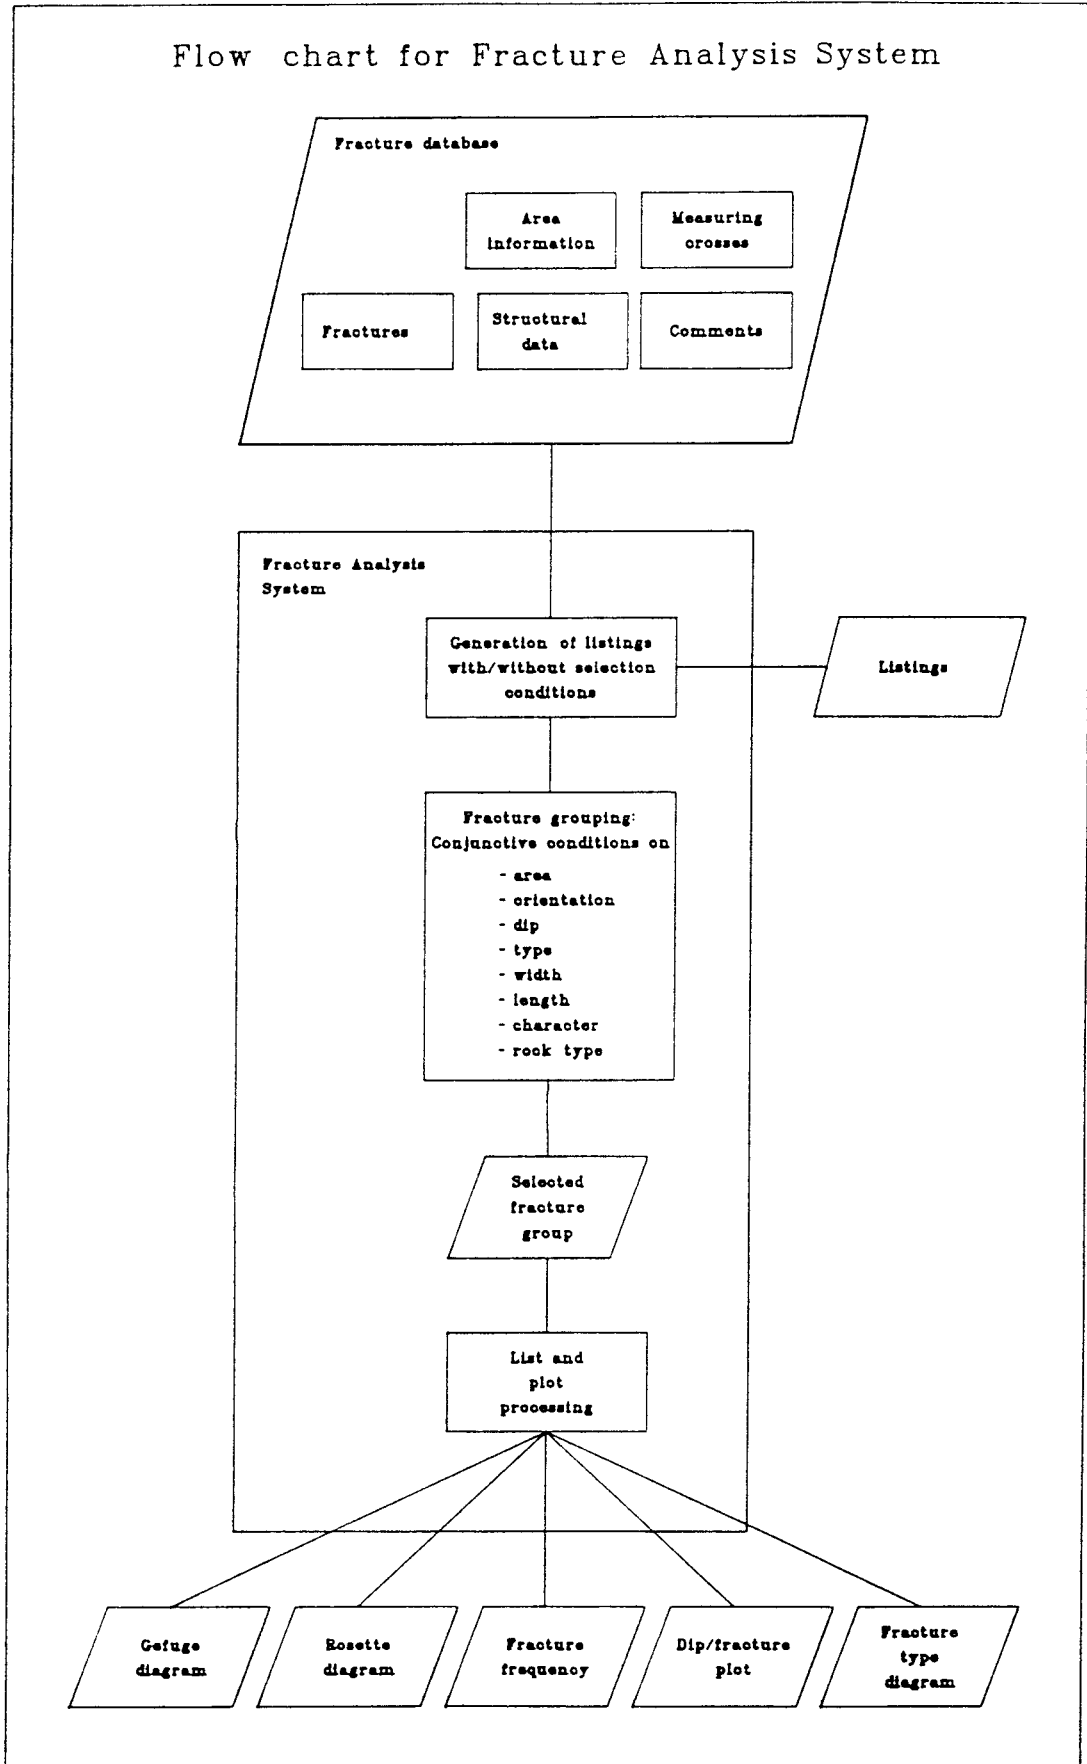 Flow chart for Fracture Analysis System
Fracture database
Area
information
Measuring
crosses
Fractures
Structural
data
Comments
Fracture Analysis
System
Generation of listings
with/without selection
conditions
Listings
Fracture grouping:
Conjunctive conditions on
- area
- orientation
- dip
- type
- width
- length
- character
- rock type
Selected
fracture
group
List and
plot
processing
Gefuge
diagram
Rosette
diagram
Fracture
frequency
Dip/fracture
plot
Fracture
type
diagram